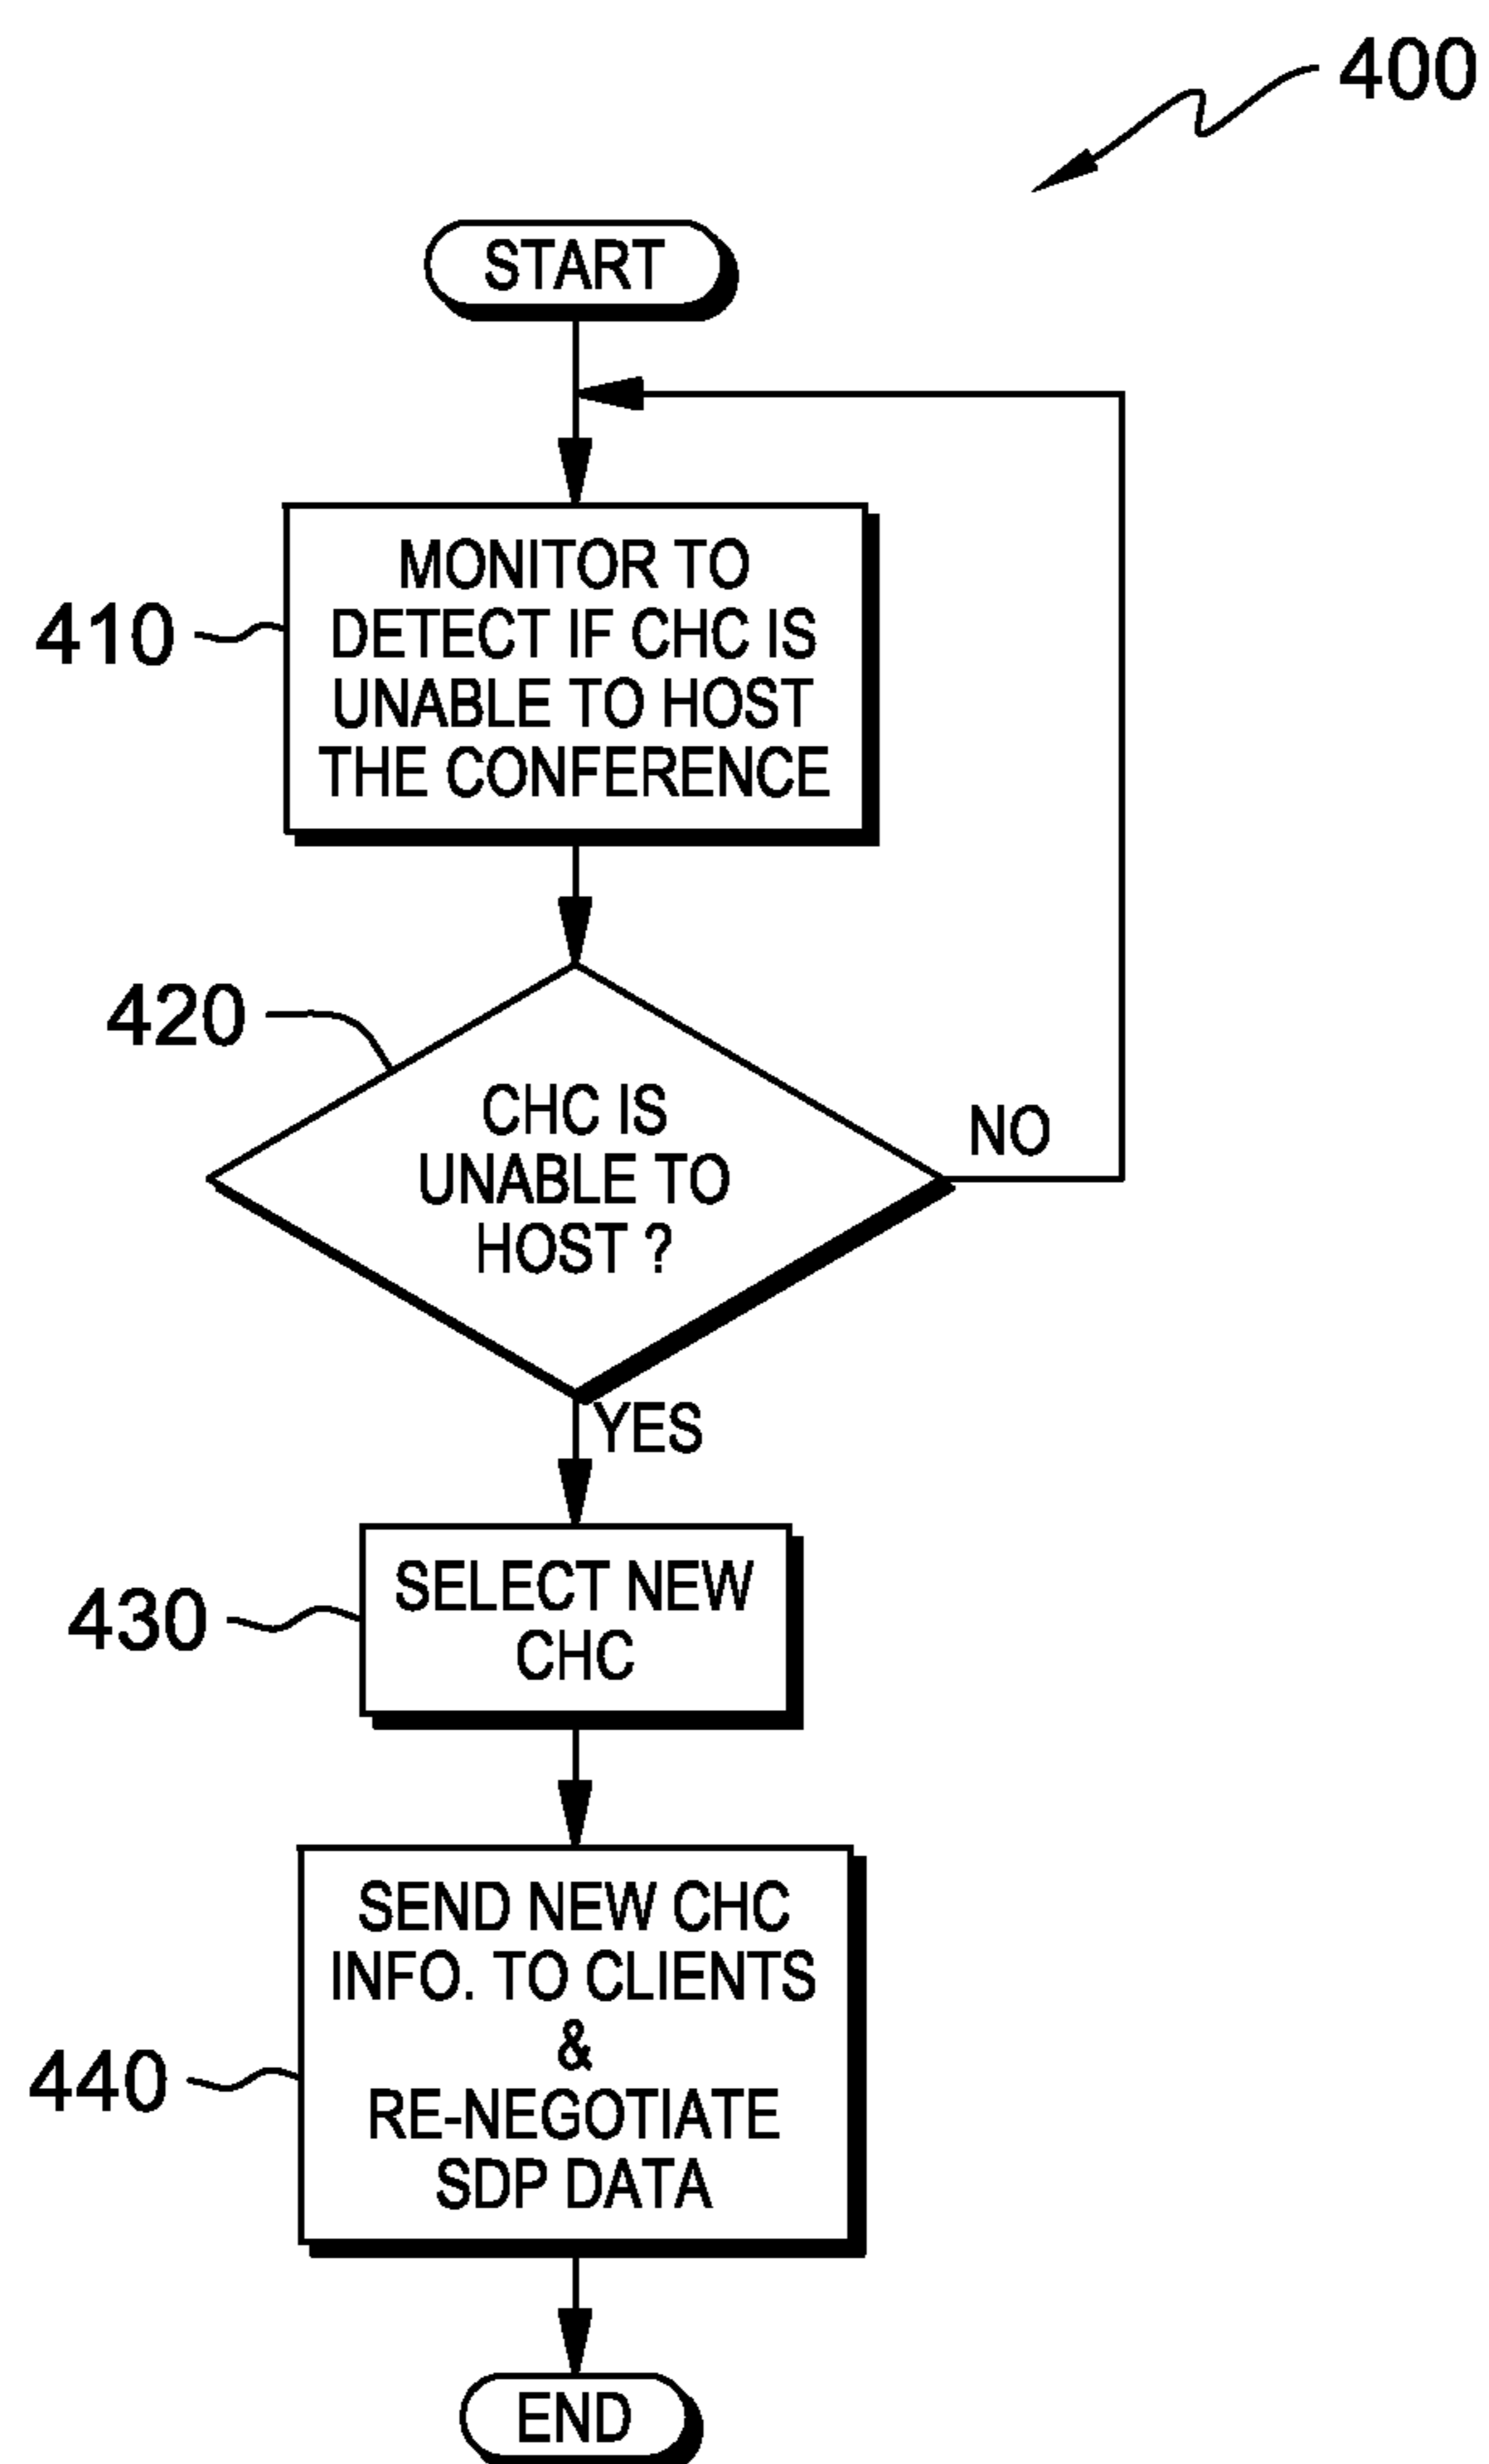 400
START
MONITOR TO
DETECT IF CHC IS
UNABLE TO HOST
THE CONFERENCE
410
420
CHC IS
UNABLE TO
HOST ?
NO
YES
SELECT NEW
CHC
430
SEND NEW CHC
INFO. TO CLIENTS
&
RE-NEGOTIATE
SDP DATA
440
END